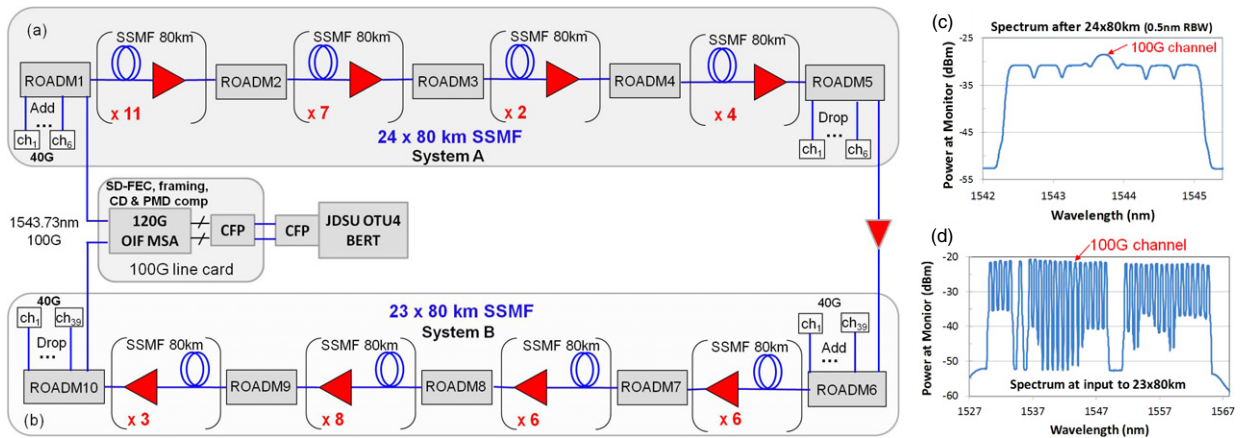 (a)
SSMF 80km
SSMF 80km
SSMF 80km
SSMF 80km
ROADM1
ROADM2
ROADM3
ROADM4
ROADM5
x 11
x 7
x 2
x 4
Add
...
ch1
ch6
40G
24 x 80 km SSMF
System A
Drop
...
ch1
ch6
SD-FEC, framing,
CD & PMD comp
1543.73nm
100G
120G
OIF MSA
CFP
CFP
JDSU OTU4
BERT
100G line card
40G
ch1
ch39
Drop
...
23 x 80 km SSMF
System B
40G
ch1
ch39
Add
...
SSMF 80km
SSMF 80km
SSMF 80km
SSMF 80km
ROADM10
ROADM9
ROADM8
ROADM7
ROADM6
x 3
x 8
x 6
x 6
(b)
(c)
Spectrum after 24x80km (0.5nm RBW)
100G channel
Power at Monitor (dBm)
-25
-35
-45
-55
1542
1543
1544
1545
Wavelength (nm)
(d)
100G channel
Power at Monior (dBm)
-20
-30
-40
-50
-60
Spectrum at input to 23x80km
1527
1537
1547
1557
1567
Wavelength (nm)